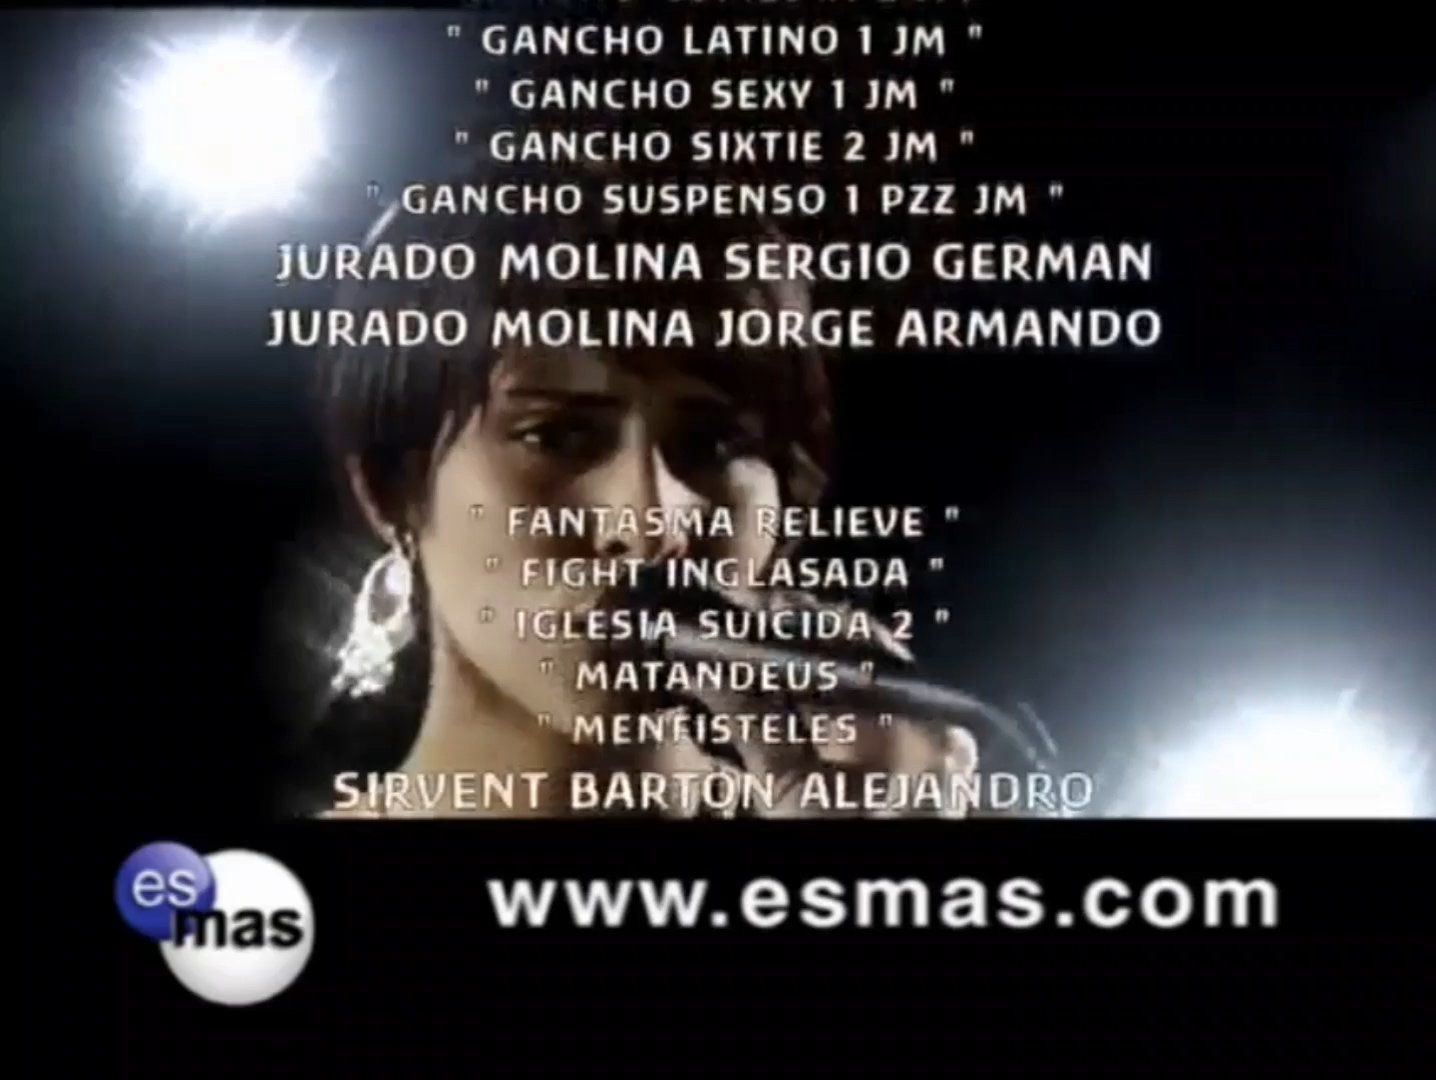 " GANCHO LATINO 1 JM "
" GANCHO SEXY 1 JM "
" GANCHO SIXTIE 2 JM "
" GANCHO SUSPENSO 1 PZZ JM "
JURADO MOLINA SERGIO GERMAN
JURADO MOLINA JORGE ARMANDO
" FANTASMA RELIEVE "
" FIGHT INGLASADA "
" IGLESIA SUICIDA 2 "
" MATANDEUS "
" MENFISTELES "
SIRVENT BARTON ALEJANDRO
es
mas
www.esmas.com